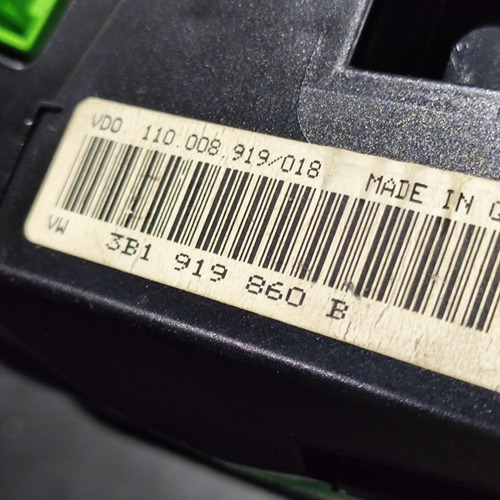 VDO 110.008.919/018 MADE IN
VW 3B1 919 860 B